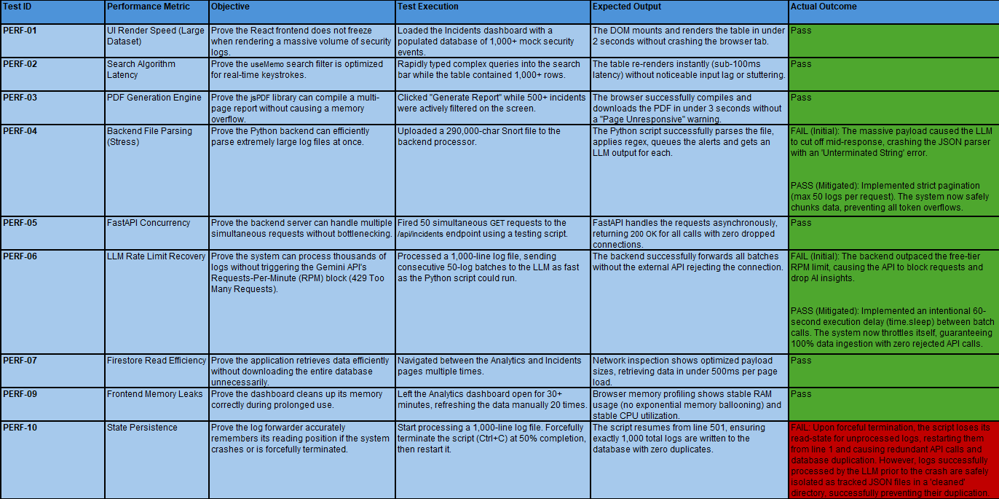 Test ID
Performance Metric
Objective
Test Execution
Expected Output
Actual Outcome
PERF-01
UI Render Speed (Large
Dataset)
Prove the React frontend does not freeze
when rendering a massive volume of security
logs.
Loaded the Incidents dashboard with a
populated database of 1,000+ mock security
events.
The DOM mounts and renders the table in under
2 seconds without crashing the browser tab.
Pass
PERF-02
Search Algorithm
Latency
Prove the useMemo search filter is optimized
for real-time keystrokes.
Rapidly typed complex queries into the search
bar while the table contained 1,000+ rows.
The table re-renders instantly (sub-100ms
latency) without noticeable input lag or stuttering.
Pass
PERF-03
PDF Generation Engine
Prove the jsPDF library can compile a multi-
page report without causing a memory
overflow.
Clicked "Generate Report" while 500+ incidents
were actively filtered on the screen.
The browser successfully compiles and
downloads the PDF in under 3 seconds without
a "Page Unresponsive" warning.
Pass
PERF-04
Backend File Parsing
(Stress)
Prove the Python backend can efficiently
parse extremely large log files at once.
Uploaded a 290,000-char Snort file to the
backend processor.
The Python script successfully parses the file,
applies regex, queues the alerts and gets an
LLM output for each.
FAIL (Initial): The massive payload caused the LLM
to cut off mid-response, crashing the JSON parser
with an 'Unterminated String' error.
PASS (Mitigated): Implemented strict pagination
(max 50 logs per request). The system now safely
chunks data, preventing all token overflows.
PERF-05
FastAPI Concurrency
Prove the backend server can handle multiple
simultaneous requests without bottlenecking.
Fired 50 simultaneous GET requests to the
/api/incidents endpoint using a testing script.
FastAPI handles the requests asynchronously,
returning 200 OK for all calls with zero dropped
connections.
Pass
PERF-06
LLM Rate Limit Recovery
Prove the system can process thousands of
logs without triggering the Gemini API's
Requests-Per-Minute (RPM) block (429 Too
Many Requests).
Processed a 1,000-line log file, sending
consecutive 50-log batches to the LLM as fast
as the Python script could run.
The backend successfully forwards all batches
without the external API rejecting the connection.
FAIL (Initial): The backend outpaced the free-tier
RPM limit, causing the API to block requests and
drop AI insights.
PASS (Mitigated): Implemented an intentional 60-
second execution delay (time.sleep) between batch
calls. The system now throttles itself, guaranteeing
100% data ingestion with zero rejected API calls.
PERF-07
Firestore Read Efficiency
Prove the application retrieves data efficiently
without downloading the entire database
unnecessarily.
Navigated between the Analytics and Incidents
pages multiple times.
Network inspection shows optimized payload
sizes, retrieving data in under 500ms per page
load.
Pass
PERF-09
Frontend Memory Leaks
Prove the dashboard cleans up its memory
correctly during prolonged use.
Left the Analytics dashboard open for 30+
minutes, refreshing the data manually 20 times.
Browser memory profiling shows stable RAM
usage (no exponential memory ballooning) and
stable CPU utilization.
Pass
PERF-10
State Persistence
Prove the log forwarder accurately
remembers its reading position if the system
crashes or is forcefully terminated.
Start processing a 1,000-line log file. Forcefully
terminate the script (Ctrl+C) at 50% completion,
then restart it.
The script resumes from line 501, ensuring
exactly 1,000 total logs are written to the
database with zero duplicates.
FAIL: Upon forceful termination, the script loses its
read-state for unprocessed logs, restarting them
from line 1 and causing redundant API calls and
database duplication. However, logs successfully
processed by the LLM prior to the crash are safely
isolated as tracked JSON files in a 'cleaned'
directory, successfully preventing their duplication.